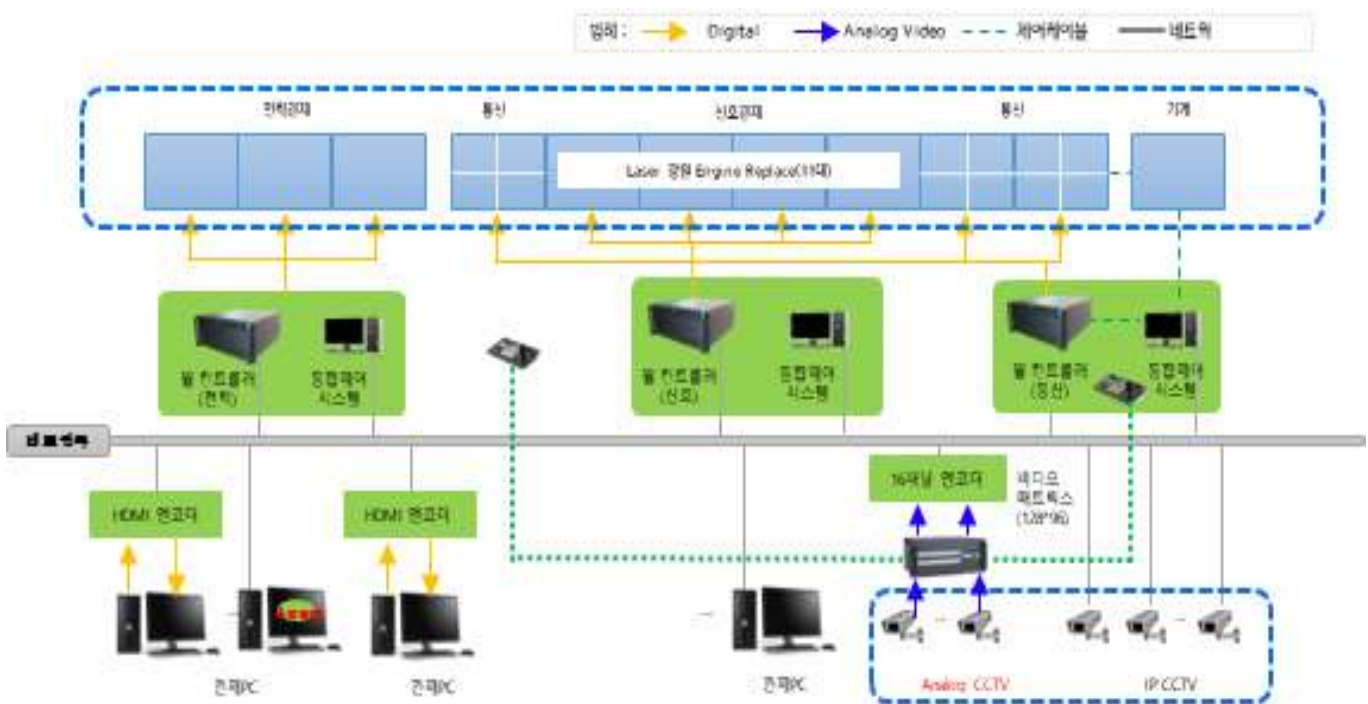 범례 : Digital Analog Video 제어케이블 네트웍
전력관제 통신 신호관제 통신 기계
Laser 광원 Engine Replace(11대)
월 컨트롤러
(전력)
통합제어
시스템
월 컨트롤러
(신호)
통합제어
시스템
월 컨트롤러
(통신)
통합제어
시스템
HDMI 엔코더
HDMI 엔코더
16채널 엔코더
비디오
매트릭스
(128*96)
관제PC
관제PC
관제PC
Analog CCTV
IP CCTV